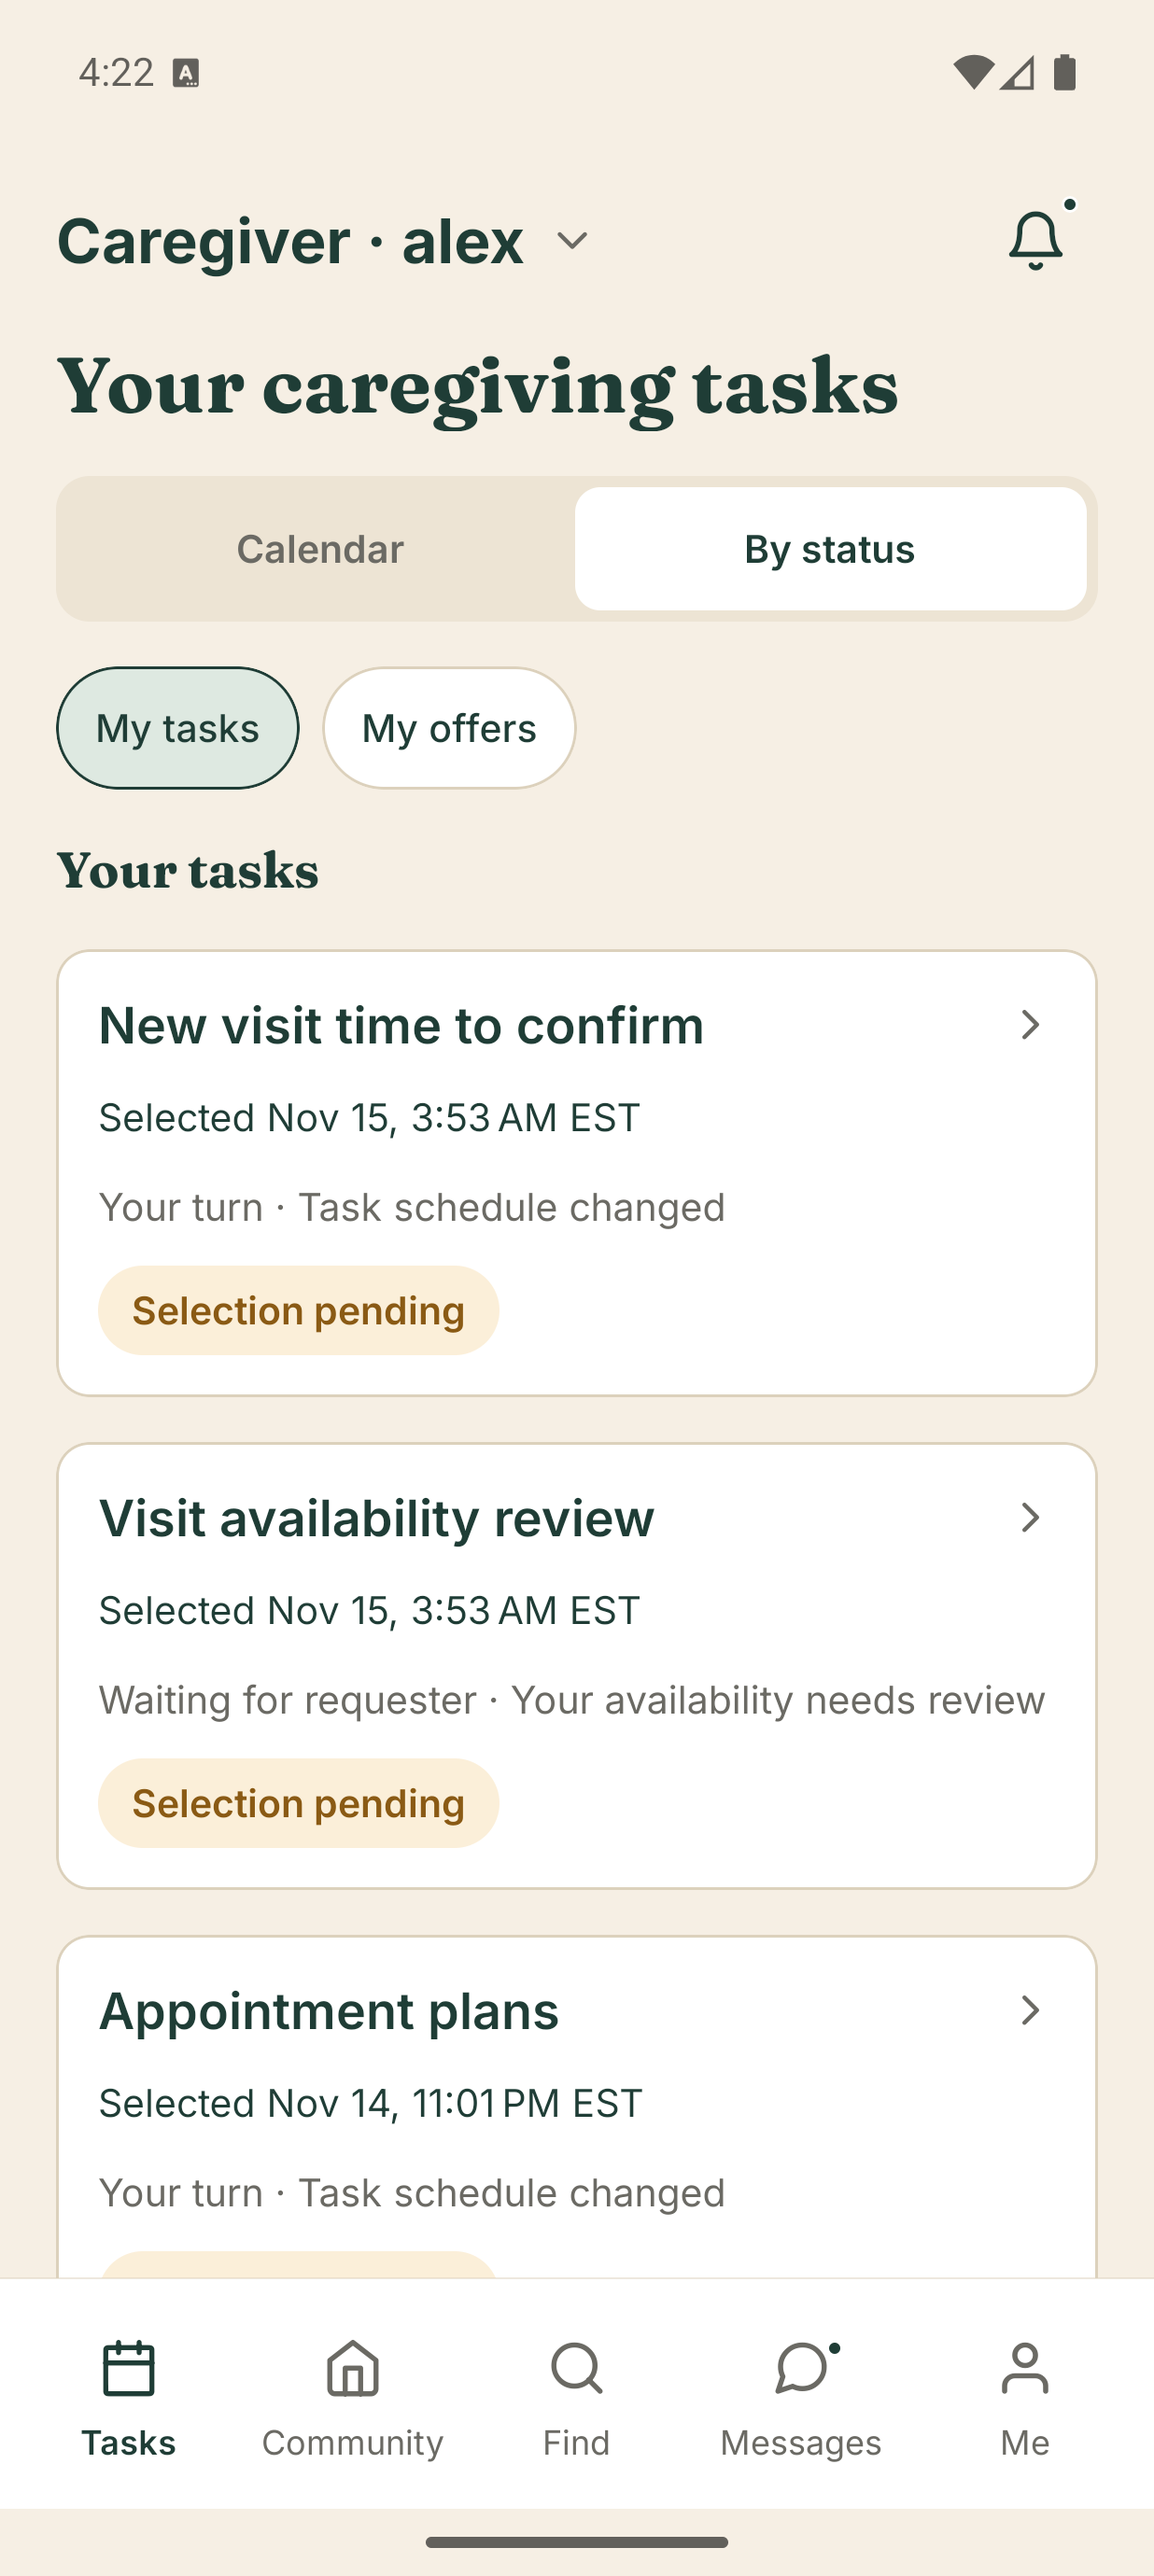 4:22
Caregiver · alex
Your caregiving tasks
Calendar
By status
My tasks
My offers
Your tasks
New visit time to confirm
Selected Nov 15, 3:53 AM EST
Your turn · Task schedule changed
Selection pending
Visit availability review
Selected Nov 15, 3:53 AM EST
Waiting for requester · Your availability needs review
Selection pending
Appointment plans
Selected Nov 14, 11:01 PM EST
Your turn · Task schedule changed
Tasks
Community
Find
Messages
Me